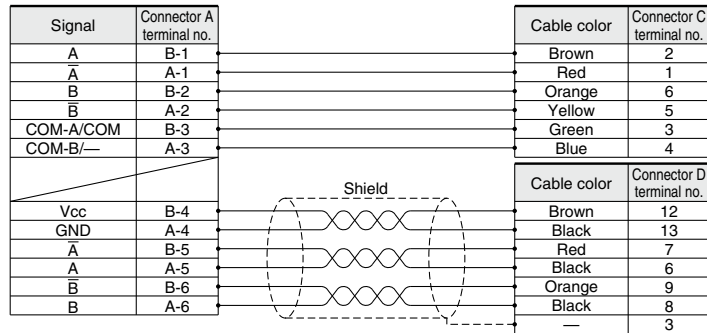 Signal Connector A terminal no. Cable color Connector C terminal no.
A B-1 Brown 2
A̅ A-1 Red 1
B B-2 Orange 6
B̅ A-2 Yellow 5
COM-A/COM B-3 Green 3
COM-B/— A-3 Blue 4
Shield Cable color Connector D terminal no.
Vcc B-4 Brown 12
GND A-4 Black 13
A̅ B-5 Red 7
A A-5 Black 6
B̅ B-6 Orange 9
B A-6 Black 8
— 3